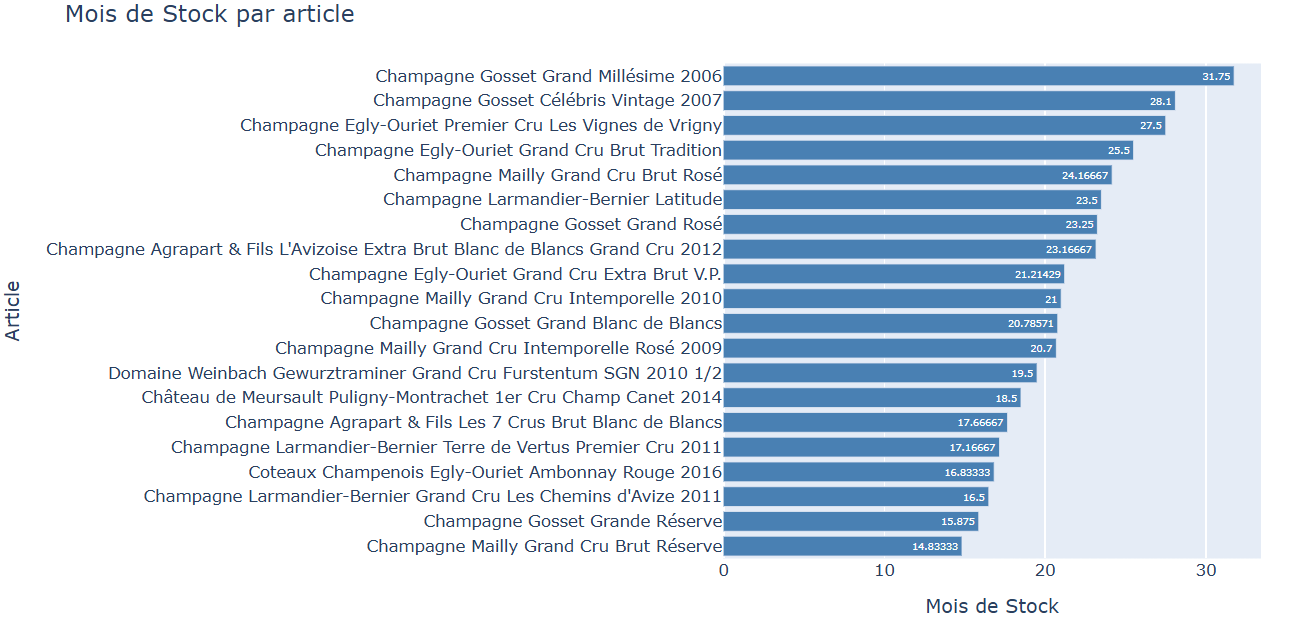 Mois de Stock par article
Champagne Gosset Grand Millésime 2006 31.75
Champagne Gosset Célébris Vintage 2007 28.1
Champagne Egly-Ouriet Premier Cru Les Vignes de Vrigny 27.5
Champagne Egly-Ouriet Grand Cru Brut Tradition 25.5
Champagne Mailly Grand Cru Brut Rosé 24.16667
Champagne Larmandier-Bernier Latitude 23.5
Champagne Gosset Grand Rosé 23.25
Champagne Agrapart & Fils L'Avizoise Extra Brut Blanc de Blancs Grand Cru 2012 23.16667
Champagne Egly-Ouriet Grand Cru Extra Brut V.P. 21.21429
Champagne Mailly Grand Cru Intemporelle 2010 21
Champagne Gosset Grand Blanc de Blancs 20.78571
Champagne Mailly Grand Cru Intemporelle Rosé 2009 20.7
Domaine Weinbach Gewurztraminer Grand Cru Furstentum SGN 2010 1/2 19.5
Château de Meursault Puligny-Montrachet 1er Cru Champ Canet 2014 18.5
Champagne Agrapart & Fils Les 7 Crus Brut Blanc de Blancs 17.66667
Champagne Larmandier-Bernier Terre de Vertus Premier Cru 2011 17.16667
Coteaux Champenois Egly-Ouriet Ambonnay Rouge 2016 16.83333
Champagne Larmandier-Bernier Grand Cru Les Chemins d'Avize 2011 16.5
Champagne Gosset Grande Réserve 15.875
Champagne Mailly Grand Cru Brut Réserve 14.83333
0 10 20 30
Mois de Stock
Article